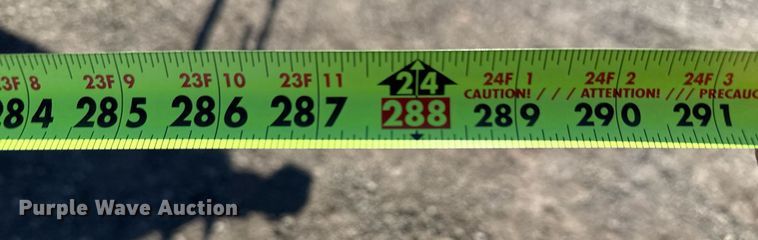 23F 8 23F 9 23F 10 23F 11 24 24F 1 24F 2 24F 3
CAUTION! / / / ATTENTION! / / / PRECAUC
284 285 286 287 288 289 290 291
Purple Wave Auction